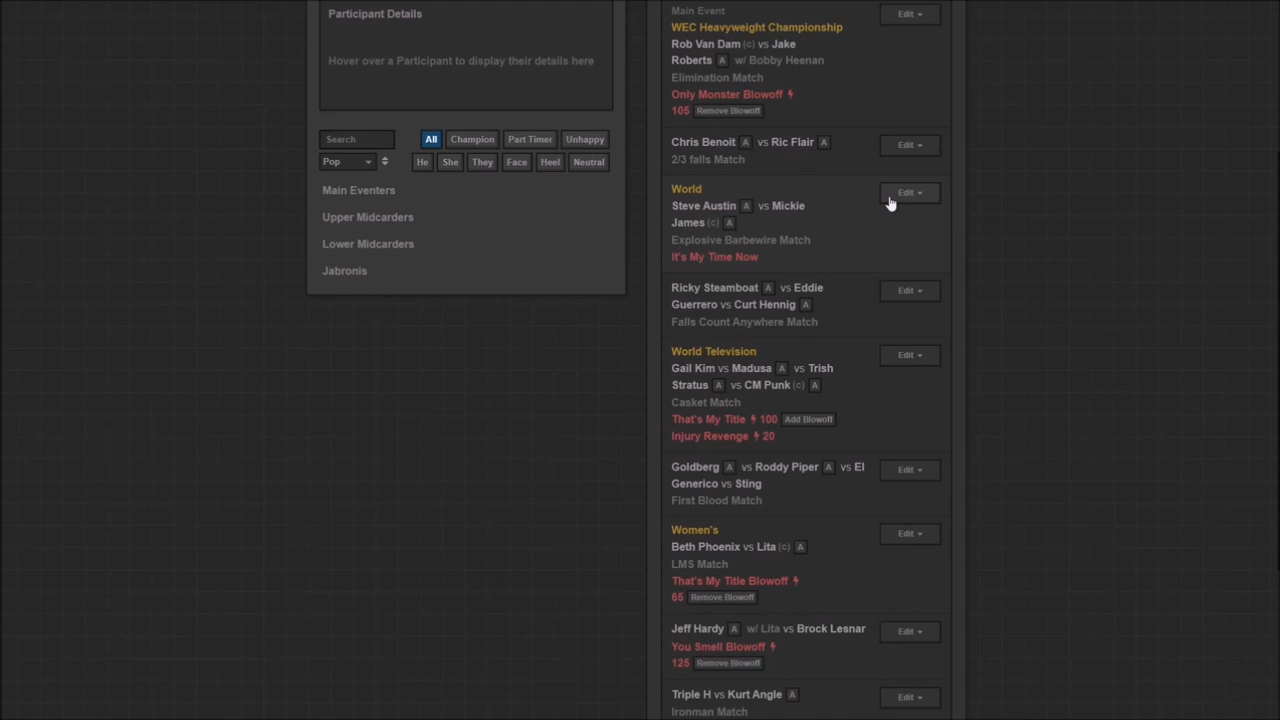 Participant Details
Hover over a Participant to display their details here
Search
All
Champion
Part Timer
Unhappy
Pop
He
She
They
Face
Heel
Neutral
Main Eventers
Upper Midcarders
Lower Midcarders
Jabronis
Main Event
Edit
WEC Heavyweight Championship
Rob Van Dam (c) vs Jake
Roberts A w/ Bobby Heenan
Elimination Match
Only Monster Blowoff
105 Remove Blowoff
Chris Benoit A vs Ric Flair A
Edit
2/3 falls Match
World
Edit
Steve Austin A vs Mickie
James (c) A
Explosive Barbewire Match
It's My Time Now
Ricky Steamboat A vs Eddie
Edit
Guerrero vs Curt Hennig A
Falls Count Anywhere Match
World Television
Edit
Gail Kim vs Madusa A vs Trish
Stratus A vs CM Punk (c) A
Casket Match
That's My Title 100 Add Blowoff
Injury Revenge 20
Goldberg A vs Roddy Piper A vs El
Edit
Generico vs Sting
First Blood Match
Women's
Edit
Beth Phoenix vs Lita (c) A
LMS Match
That's My Title Blowoff
65 Remove Blowoff
Jeff Hardy A w/ Lita vs Brock Lesnar
Edit
You Smell Blowoff
125 Remove Blowoff
Triple H vs Kurt Angle A
Edit
Ironman Match